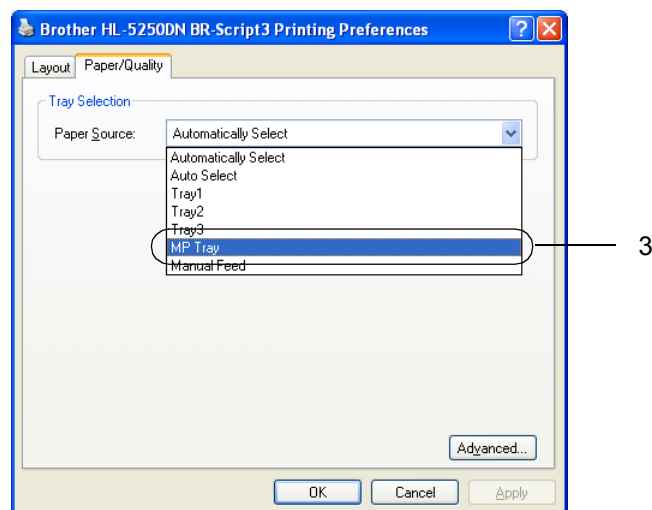 Brother HL-5250DN BR-Script3 Printing Preferences
Layout Paper/Quality
Tray Selection
Paper Source: Automatically Select
Automatically Select
Auto Select
Tray1
Tray2
Tray3
MP Tray
3
Manual Feed
Advanced...
OK Cancel Apply